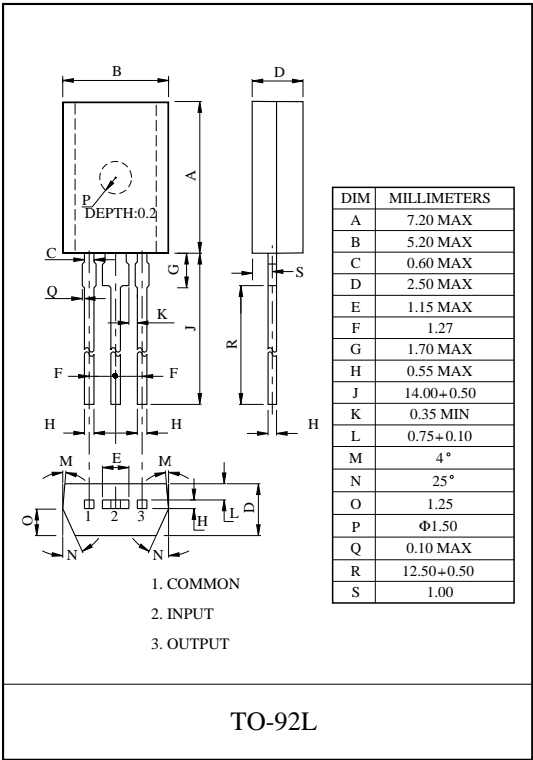 B
D
A
P
DEPTH:0.2
C
G
S
Q
K
J
R
F
F
H
H
H
M
E
M
O
1
2
3
H
L
D
N
N
1. COMMON
2. INPUT
3. OUTPUT
DIM MILLIMETERS
A 7.20 MAX
B 5.20 MAX
C 0.60 MAX
D 2.50 MAX
E 1.15 MAX
F 1.27
G 1.70 MAX
H 0.55 MAX
J 14.00+0.50
K 0.35 MIN
L 0.75+0.10
M 4°
N 25°
O 1.25
P Φ1.50
Q 0.10 MAX
R 12.50+0.50
S 1.00
TO-92L